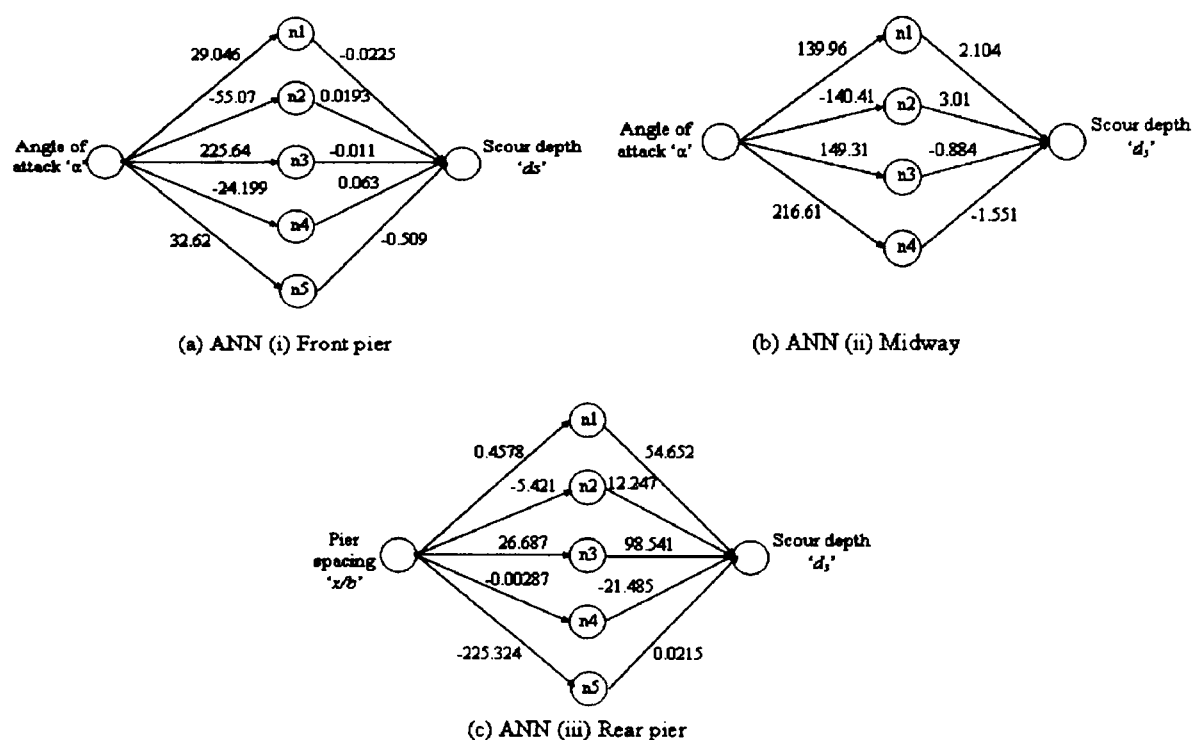 n1
29.046
-0.0225
-55.07
n2
0.0193
Angle of
attack ‘α’
225.64
n3
-0.011
Scour depth
‘ds’
-24.199
n4
0.063
32.62
-0.509
n5
(a) ANN (i) Front pier
n1
139.96
2.104
-140.41
n2
3.01
Angle of
attack ‘α’
149.31
n3
-0.884
Scour depth
‘ds’
216.61
n4
-1.551
(b) ANN (ii) Midway
n1
0.4578
54.652
-5.421
n2
12.247
Pier
spacing
‘x/b’
26.687
n3
98.541
Scour depth
‘ds’
-0.00287
n4
-21.485
-225.324
n5
0.0215
(c) ANN (iii) Rear pier